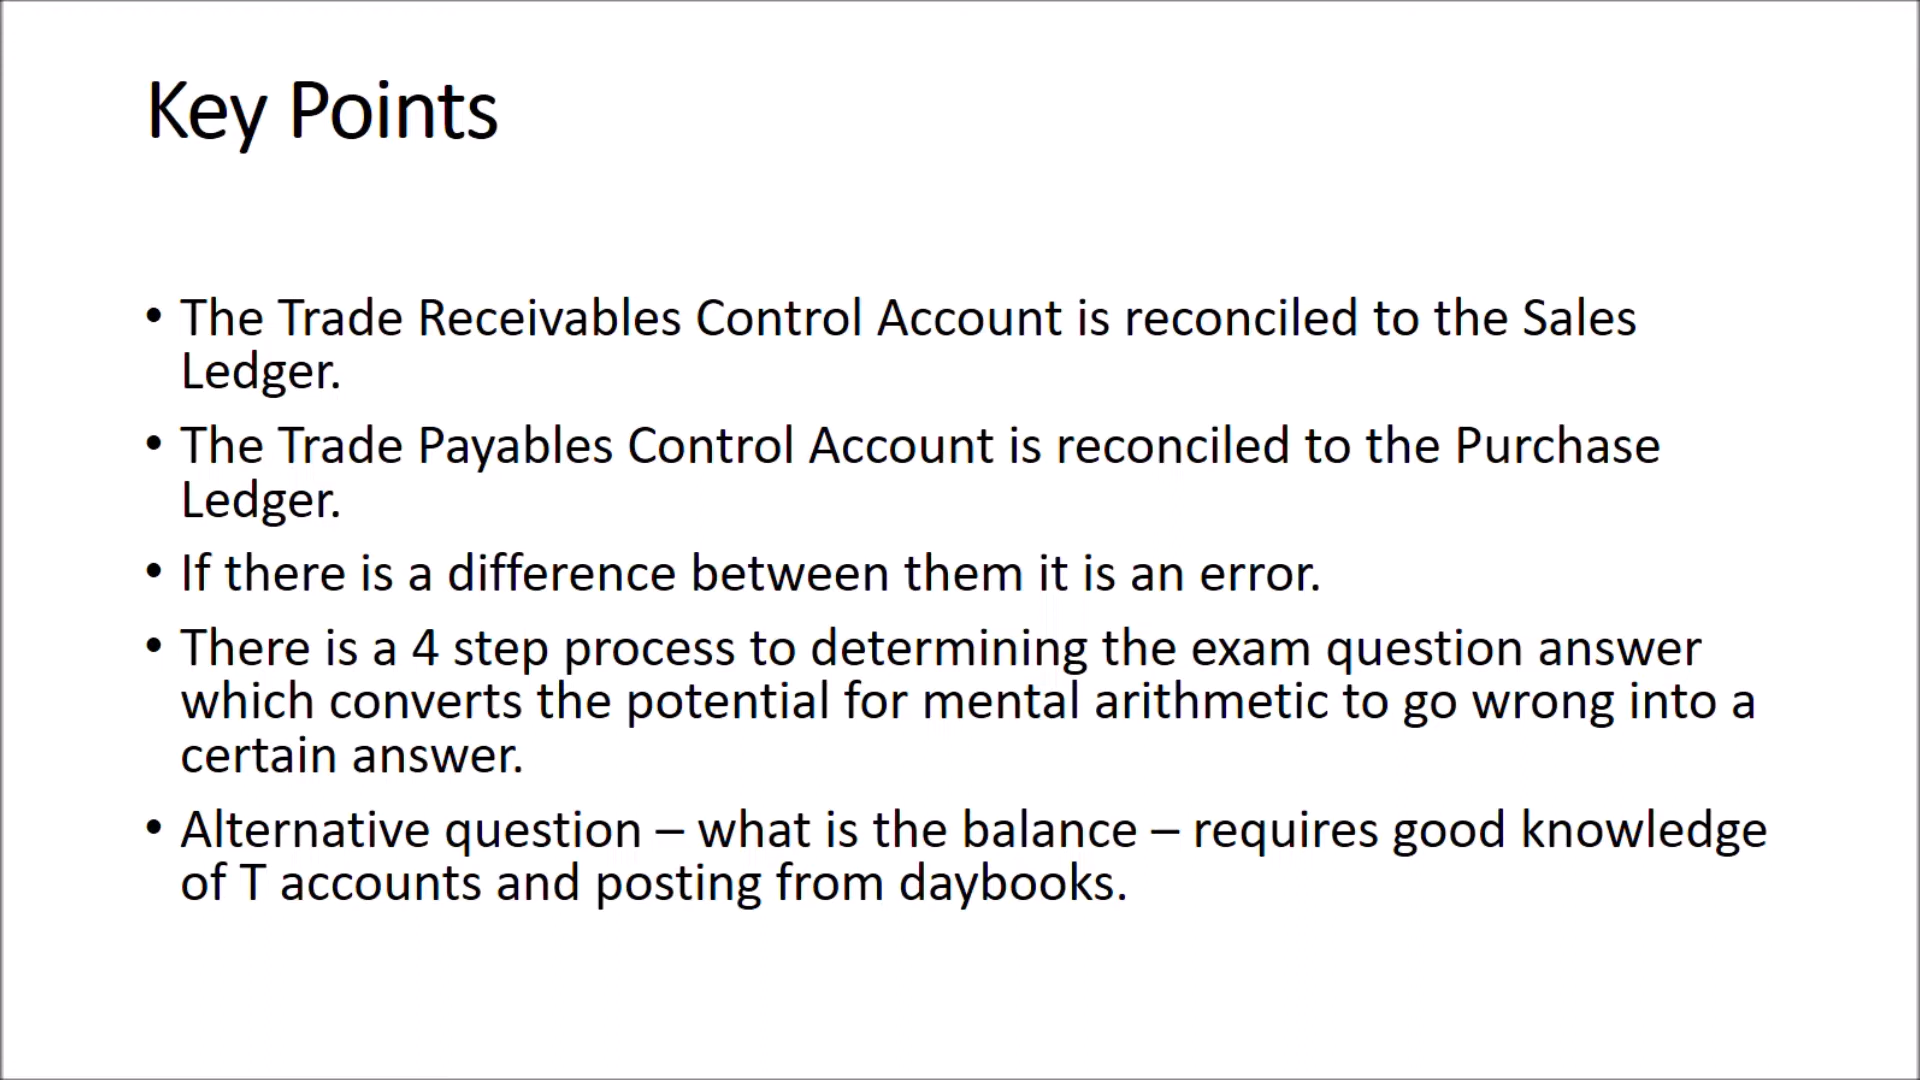 Key Points
• The Trade Receivables Control Account is reconciled to the Sales
Ledger.
• The Trade Payables Control Account is reconciled to the Purchase
Ledger.
• If there is a difference between them it is an error.
• There is a 4 step process to determining the exam question answer
which converts the potential for mental arithmetic to go wrong into a
certain answer.
• Alternative question – what is the balance – requires good knowledge
of T accounts and posting from daybooks.